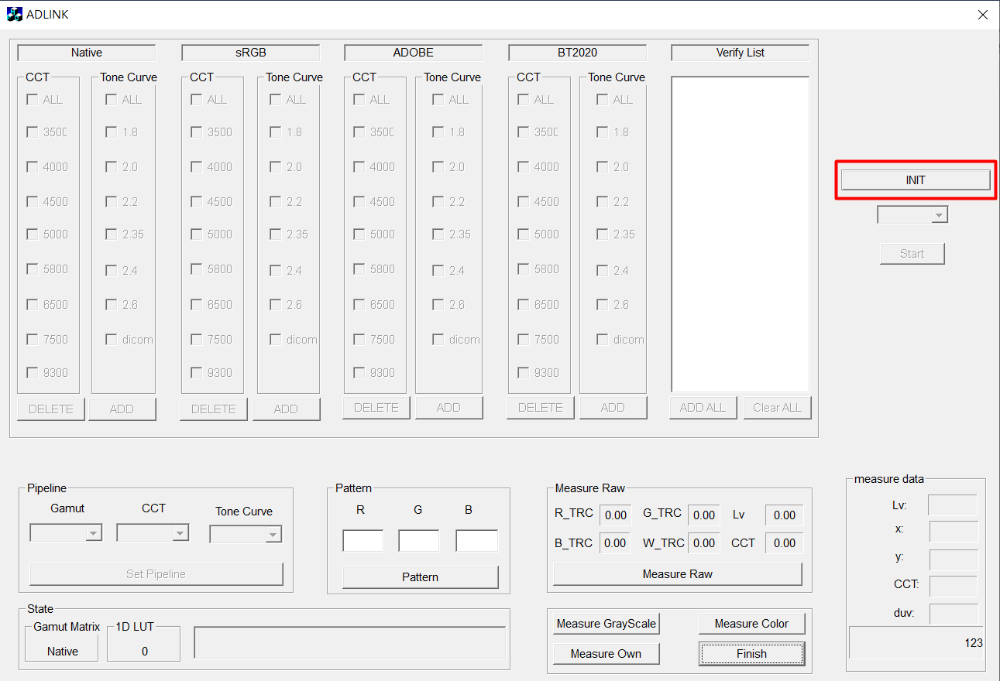 ADLINK
Native sRGB ADOBE BT2020 Verify List
CCT Tone Curve CCT Tone Curve CCT Tone Curve CCT Tone Curve
ALL ALL ALL ALL ALL ALL ALL ALL
3500 1.8 3500 1.8 3500 1.8 3500 1.8
4000 2.0 4000 2.0 4000 2.0 4000 2.0
INIT
4500 2.2 4500 2.2 4500 2.2 4500 2.2
5000 2.35 5000 2.35 5000 2.35 5000 2.35
Start
5800 2.4 5800 2.4 5800 2.4 5800 2.4
6500 2.6 6500 2.6 6500 2.6 6500 2.6
7500 dicom 7500 dicom 7500 dicom 7500 dicom
9300 9300 9300 9300
DELETE ADD DELETE ADD DELETE ADD DELETE ADD ADD ALL Clear ALL
Pipeline
Gamut CCT Tone Curve
Set Pipeline
Pattern
R G B
Pattern
Measure Raw
R_TRC 0.00 G_TRC 0.00 Lv 0.00
B_TRC 0.00 W_TRC 0.00 CCT 0.00
Measure Raw
measure data
Lv:
x:
y:
CCT:
duv:
123
State
Gamut Matrix 1D LUT
Native 0
Measure GrayScale Measure Color
Measure Own Finish